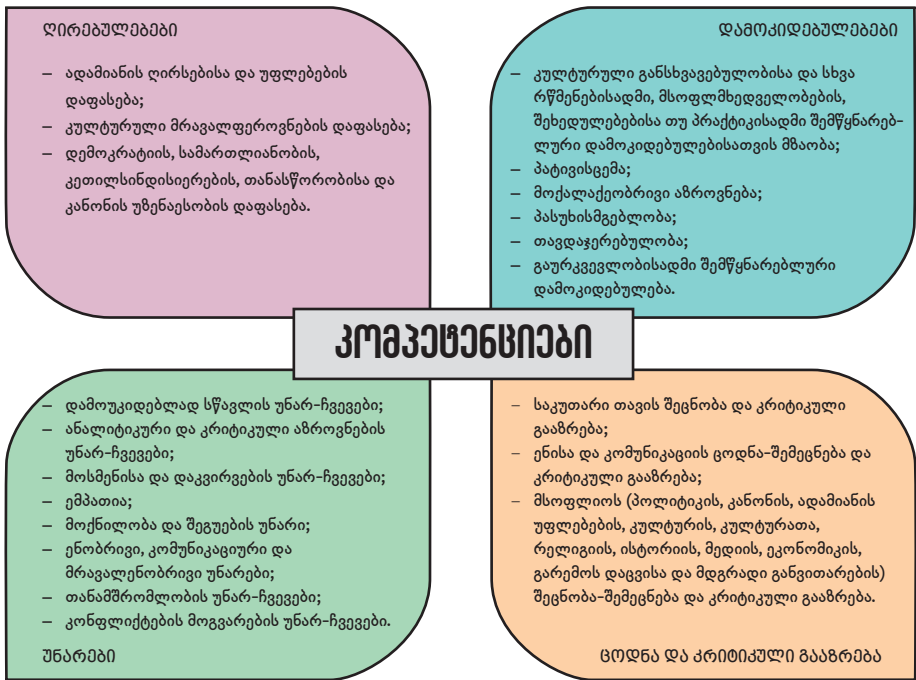 ღირებულებები
– ადამიანის ღირსებისა და უფლებების
დაფასება;
– კულტურული მრავალფეროვნების დაფასება;
– დემოკრატიის, სამართლიანობის,
კეთილსინდისიერების, თანასწორობისა და
კანონის უზენაესობის დაფასება.
დამოკიდებულებები
– კულტურული განსხვავებულობისა და სხვა
რწმენებისადმი, მსოფლმხედველობების,
შეხედულებებისა თუ პრაქტიკისადმი შემწყნარებ-
ლური დამოკიდებულებისათვის მზაობა;
– პატივისცემა;
– მოქალაქეობრივი აზროვნება;
– პასუხისმგებლობა;
– თავდაჯერებულობა;
– გაურკვევლობისადმი შემწყნარებლური
დამოკიდებულება.
კომპეტენციები
– დამოუკიდებლად სწავლის უნარ-ჩვევები;
– ანალიტიკური და კრიტიკული აზროვნების
უნარ-ჩვევები;
– მოსმენისა და დაკვირვების უნარ-ჩვევები;
– ემპათია;
– მოქნილობა და შეგუების უნარი;
– ენობრივი, კომუნიკაციური და
მრავალენობრივი უნარები;
– თანამშრომლობის უნარ-ჩვევები;
– კონფლიქტების მოგვარების უნარ-ჩვევები.
უნარები
– საკუთარი თავის შეცნობა და კრიტიკული
გააზრება;
– ენისა და კომუნიკაციის ცოდნა-შემეცნება და
კრიტიკული გააზრება;
– მსოფლიოს (პოლიტიკის, კანონის, ადამიანის
უფლებების, კულტურის, კულტურათა,
რელიგიის, ისტორიის, მედიის, ეკონომიკის,
გარემოს დაცვისა და მდგრადი განვითარების)
შეცნობა-შემეცნება და კრიტიკული გააზრება.
ცოდნა და კრიტიკული გააზრება